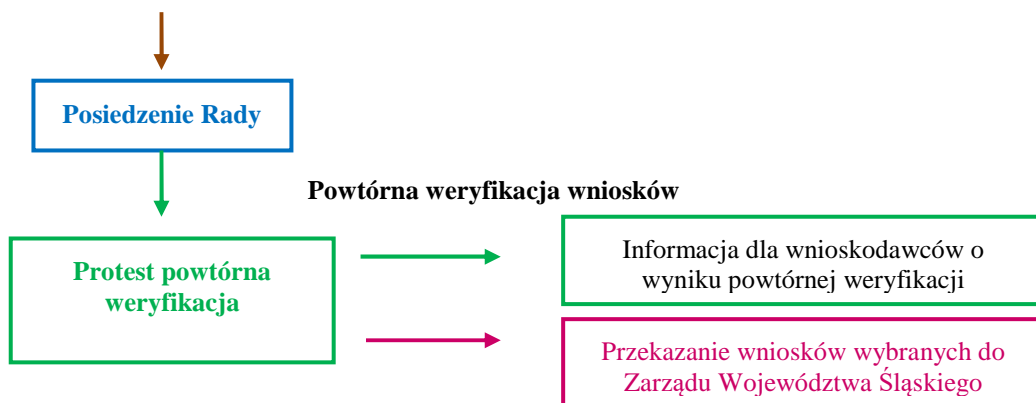 Posiedzenie Rady
Powtórna weryfikacja wniosków
Protest powtórna
weryfikacja
Informacja dla wnioskodawców o
wyniku powtórnej weryfikacji
Przekazanie wniosków wybranych do
Zarządu Województwa Śląskiego